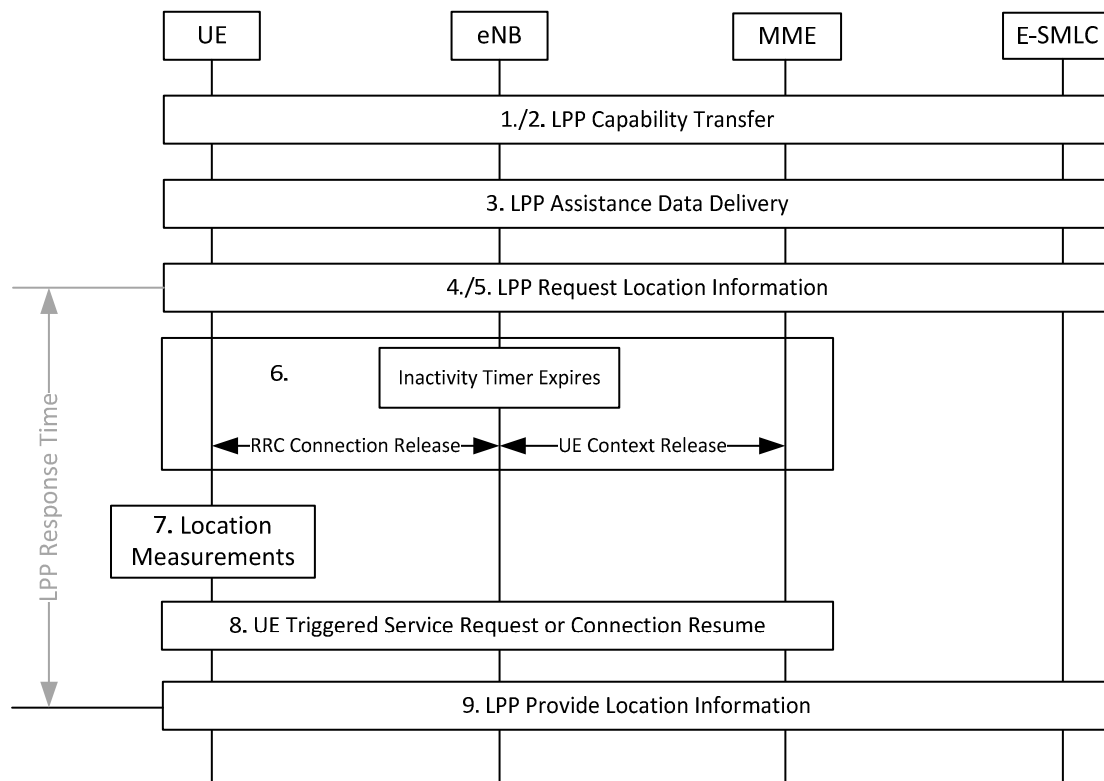 UE
eNB
MME
E-SMLC
1./2. LPP Capability Transfer
3. LPP Assistance Data Delivery
4./5. LPP Request Location Information
6.
Inactivity Timer Expires
RRC Connection Release
UE Context Release
LPP Response Time
7. Location
Measurements
8. UE Triggered Service Request or Connection Resume
9. LPP Provide Location Information